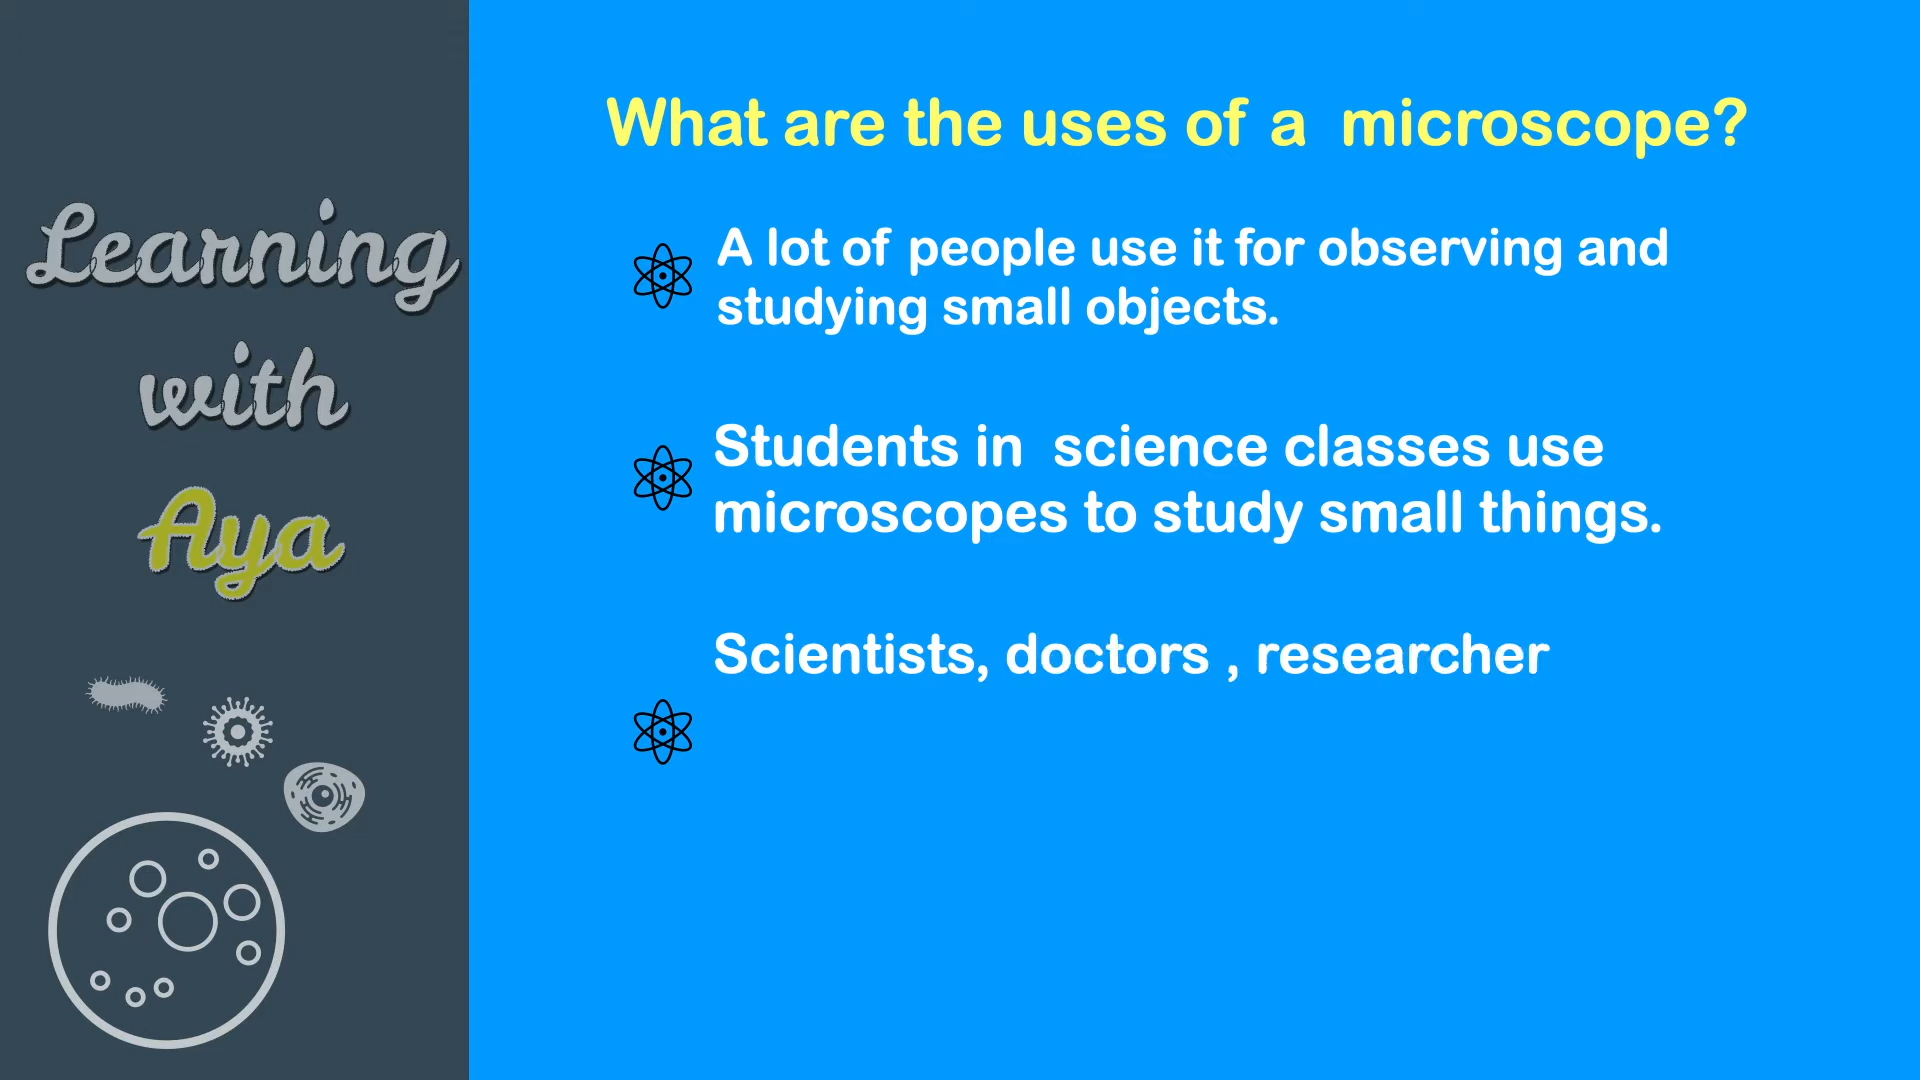 Learning
with
Aya
What are the uses of a  microscope?
A lot of people use it for observing and
studying small objects.
Students in  science classes use
microscopes to study small things.
Scientists, doctors , researcher